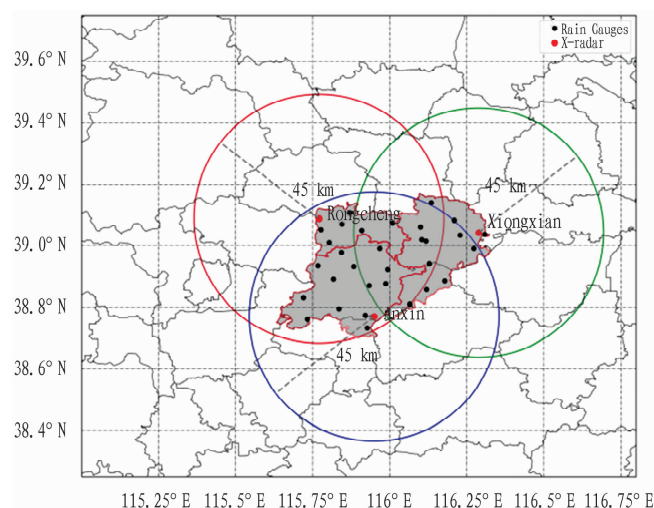 Rain Gauges
X-radar
39.6° N
39.4° N
39.2° N
39.0° N
38.8° N
38.6° N
38.4° N
45 km
45 km
Rongcheng
Xiongxian
Anxin
45 km
115.25° E 115.5° E 115.75° E 116° E 116.25° E 116.5° E 116.75° E